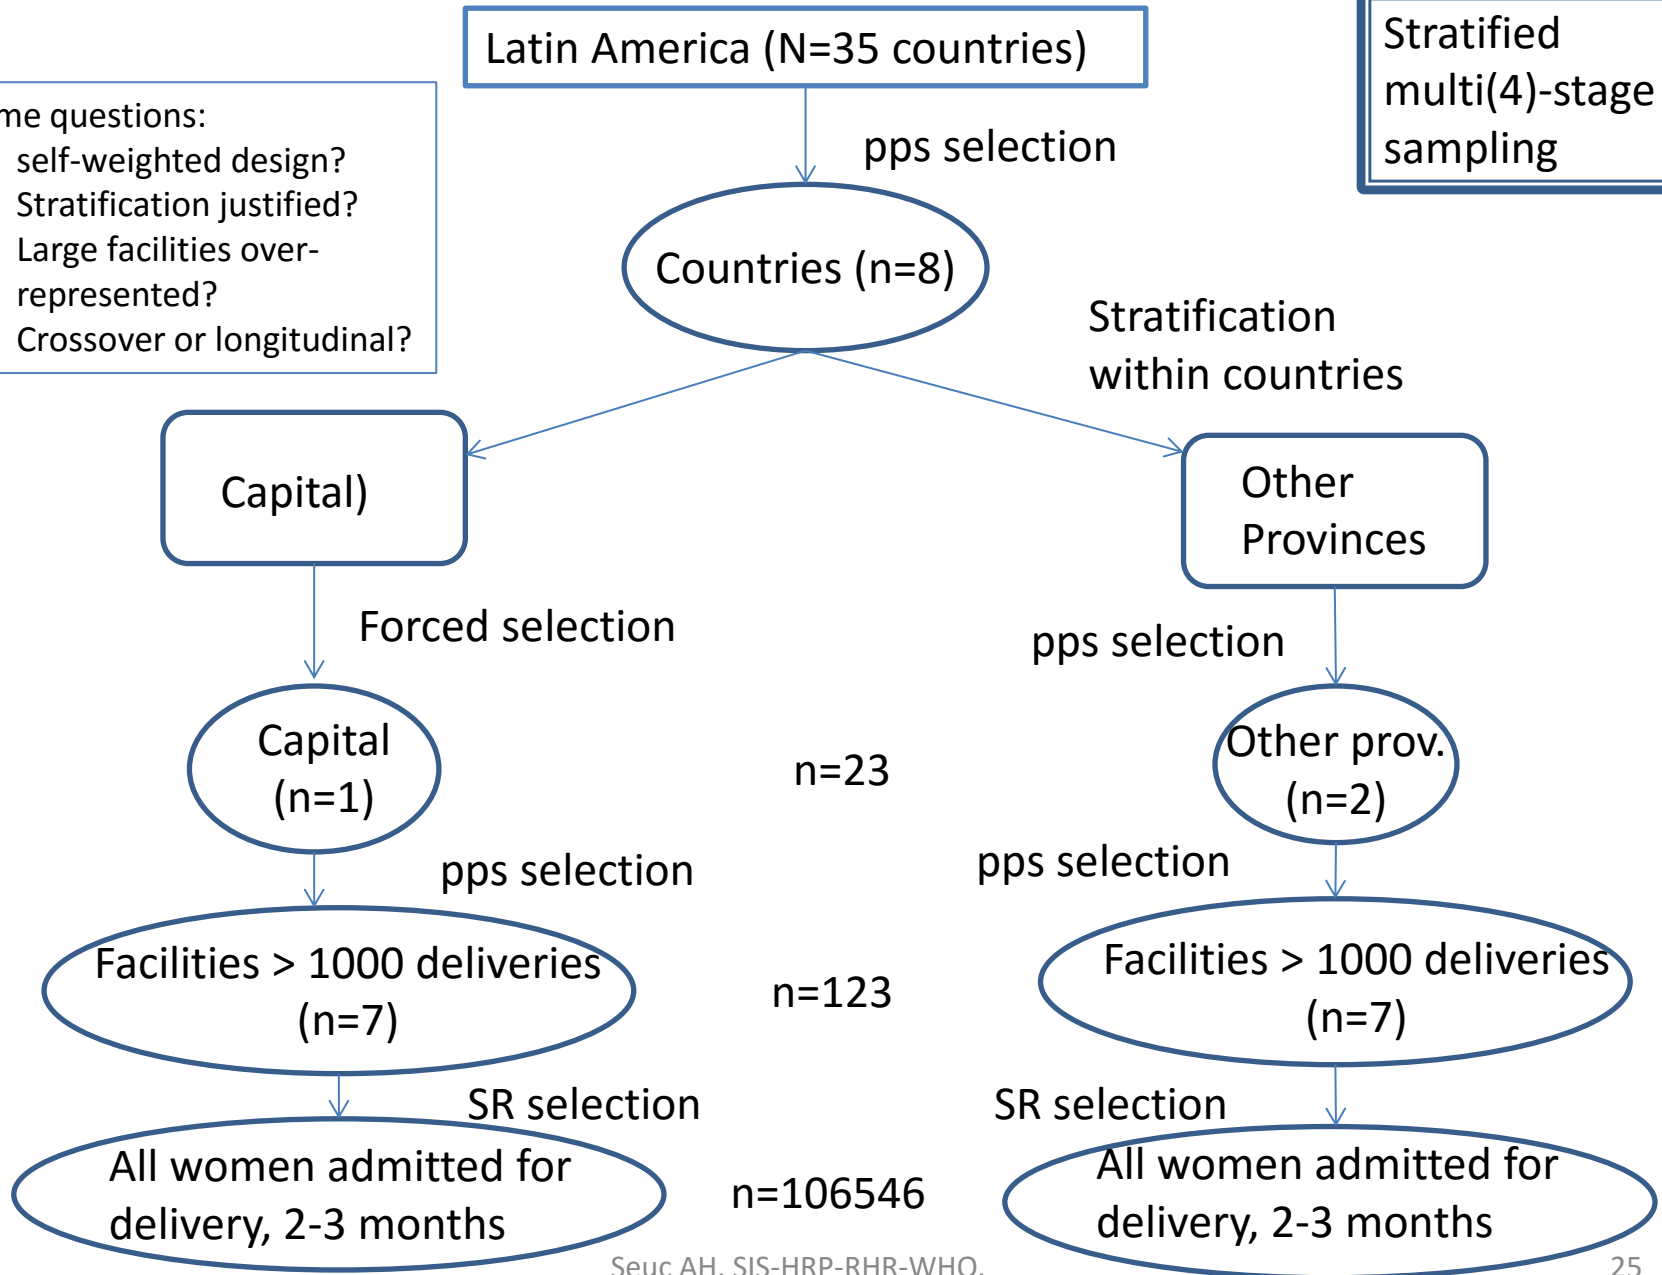 Latin America (N=35 countries)
Stratified
multi(4)-stage
sampling
me questions:
self-weighted design?
Stratification justified?
Large facilities over-
represented?
Crossover or longitudinal?
pps selection
Countries (n=8)
Stratification
within countries
Capital)
Other
Provinces
Forced selection
pps selection
Capital
(n=1)
n=23
Other prov.
(n=2)
pps selection
pps selection
Facilities > 1000 deliveries
(n=7)
n=123
Facilities > 1000 deliveries
(n=7)
SR selection
SR selection
All women admitted for
delivery, 2-3 months
n=106546
All women admitted for
delivery, 2-3 months
Seuc AH. SIS-HRP-RHR-WHO.
25